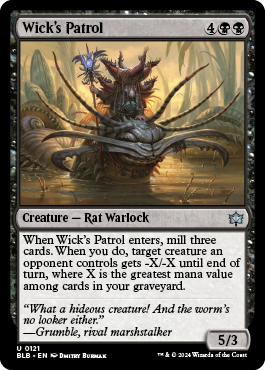 Wick's Patrol 4
Creature — Rat Warlock
When Wick's Patrol enters, mill three
cards. When you do, target creature an
opponent controls gets -X/-X until end of
turn, where X is the greatest mana value
among cards in your graveyard.
“What a hideous creature! And the worm's
no looker either.”
—Grumble, rival marshstalker
5/3
U 0121
BLB • EN Dmitry Burmak
™ & © 2024 Wizards of the Coast